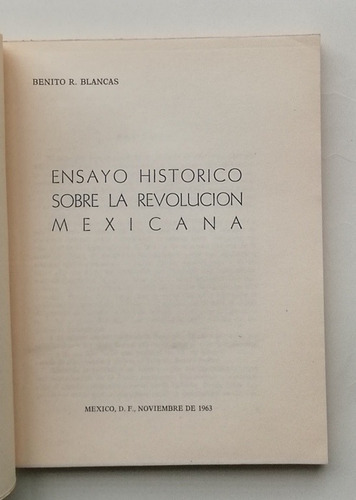 BENITO R. BLANCAS
ENSAYO HISTORICO
SOBRE LA REVOLUCION
MEXICANA
MEXICO, D. F., NOVIEMBRE DE 1963